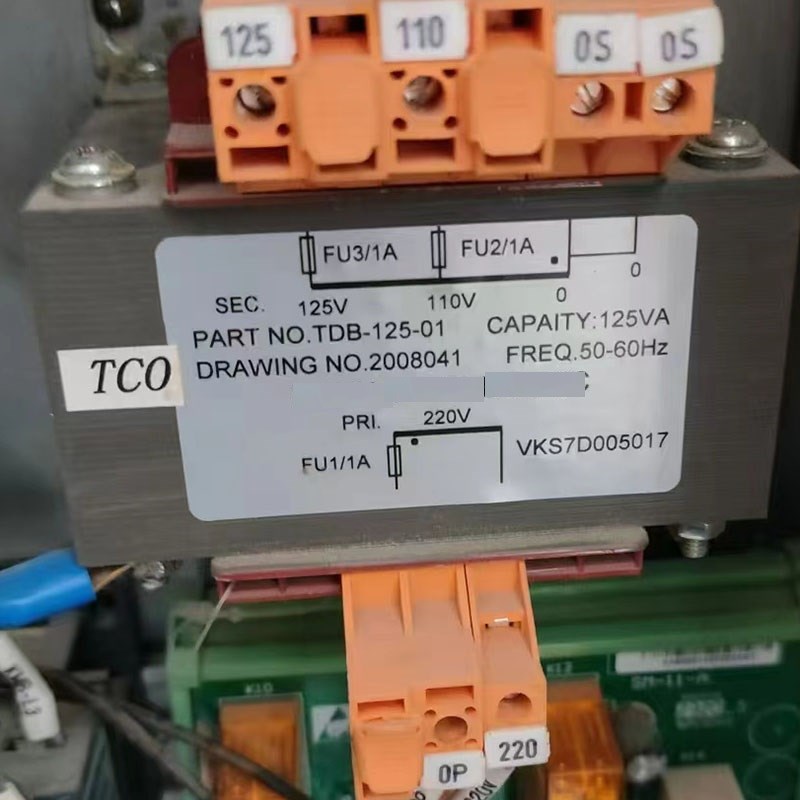 125 110 0S 0S
FU3/1A FU2/1A
0
SEC. 125V 110V 0
PART NO.TDB-125-01 CAPAITY:125VA
DRAWING NO.2008041 FREQ.50-60Hz
TCO
PRI. 220V
FU1/1A VKS7D005017
K10
220
0P